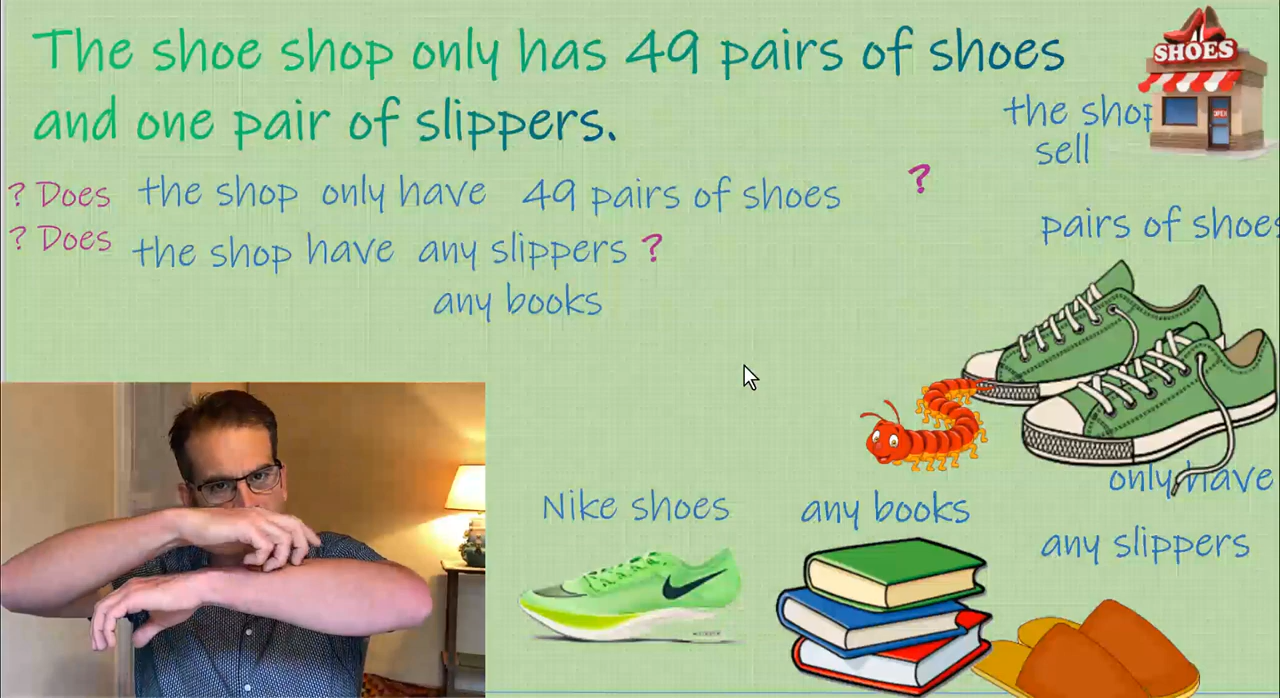 The shoe shop only has 49 pairs of shoes
and one pair of slippers.
SHOES
OPEN
the shop
sell
? Does the shop only have 49 pairs of shoes ?
? Does the shop have any slippers ?
any books
pairs of shoes
only have
Nike shoes
any books
any slippers